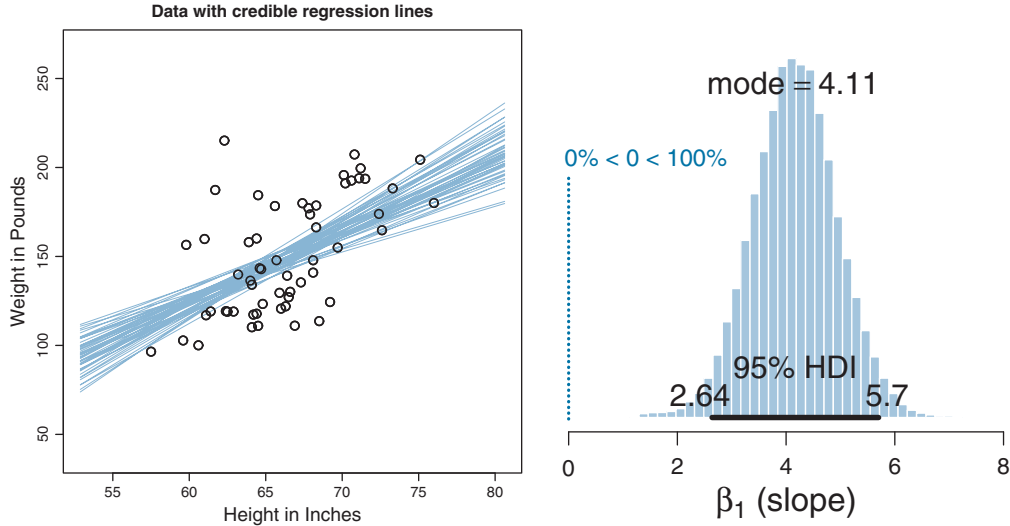 Data with credible regression lines
Weight in Pounds
250
200
150
100
50
55 60 65 70 75 80
Height in Inches
mode = 4.11
0% < 0 < 100%
95% HDI
2.64 5.7
0 2 4 6 8
β1 (slope)